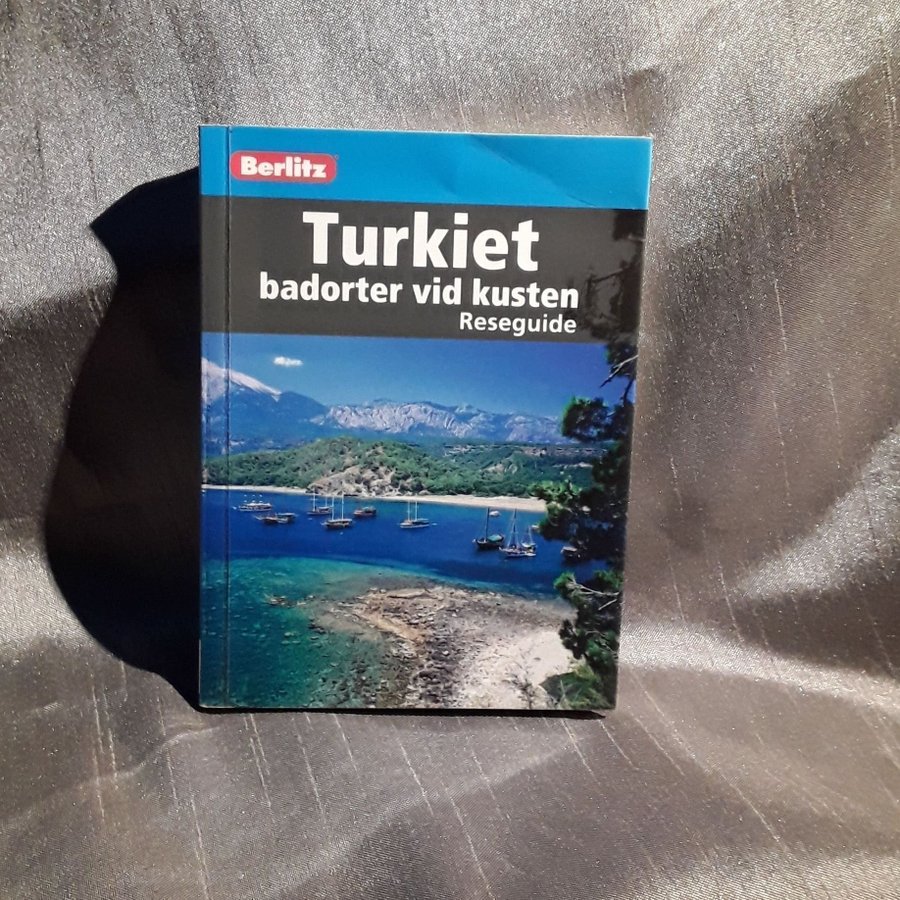 Berlitz
Turkiet
badorter vid kusten
Reseguide